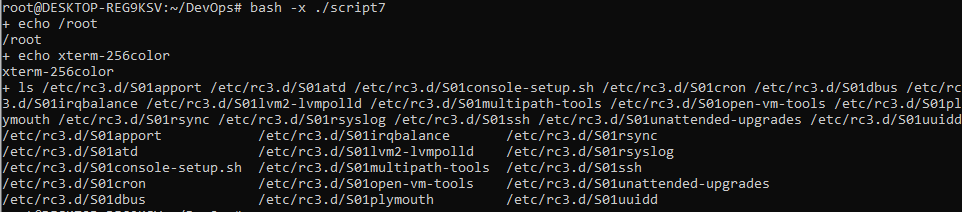 root@DESKTOP-REG9KSV:~/DevOps# bash -x ./script7
+ echo /root
/root
+ echo xterm-256color
xterm-256color
+ ls /etc/rc3.d/S01apport /etc/rc3.d/S01atd /etc/rc3.d/S01console-setup.sh /etc/rc3.d/S01cron /etc/rc3.d/S01dbus /etc/rc
3.d/S01irqbalance /etc/rc3.d/S01lvm2-lvmpolld /etc/rc3.d/S01multipath-tools /etc/rc3.d/S01open-vm-tools /etc/rc3.d/S01pl
ymouth /etc/rc3.d/S01rsync /etc/rc3.d/S01rsyslog /etc/rc3.d/S01ssh /etc/rc3.d/S01unattended-upgrades /etc/rc3.d/S01uuidd
/etc/rc3.d/S01apport /etc/rc3.d/S01irqbalance /etc/rc3.d/S01rsync
/etc/rc3.d/S01atd /etc/rc3.d/S01lvm2-lvmpolld /etc/rc3.d/S01rsyslog
/etc/rc3.d/S01console-setup.sh /etc/rc3.d/S01multipath-tools /etc/rc3.d/S01ssh
/etc/rc3.d/S01cron /etc/rc3.d/S01open-vm-tools /etc/rc3.d/S01unattended-upgrades
/etc/rc3.d/S01dbus /etc/rc3.d/S01plymouth /etc/rc3.d/S01uuidd